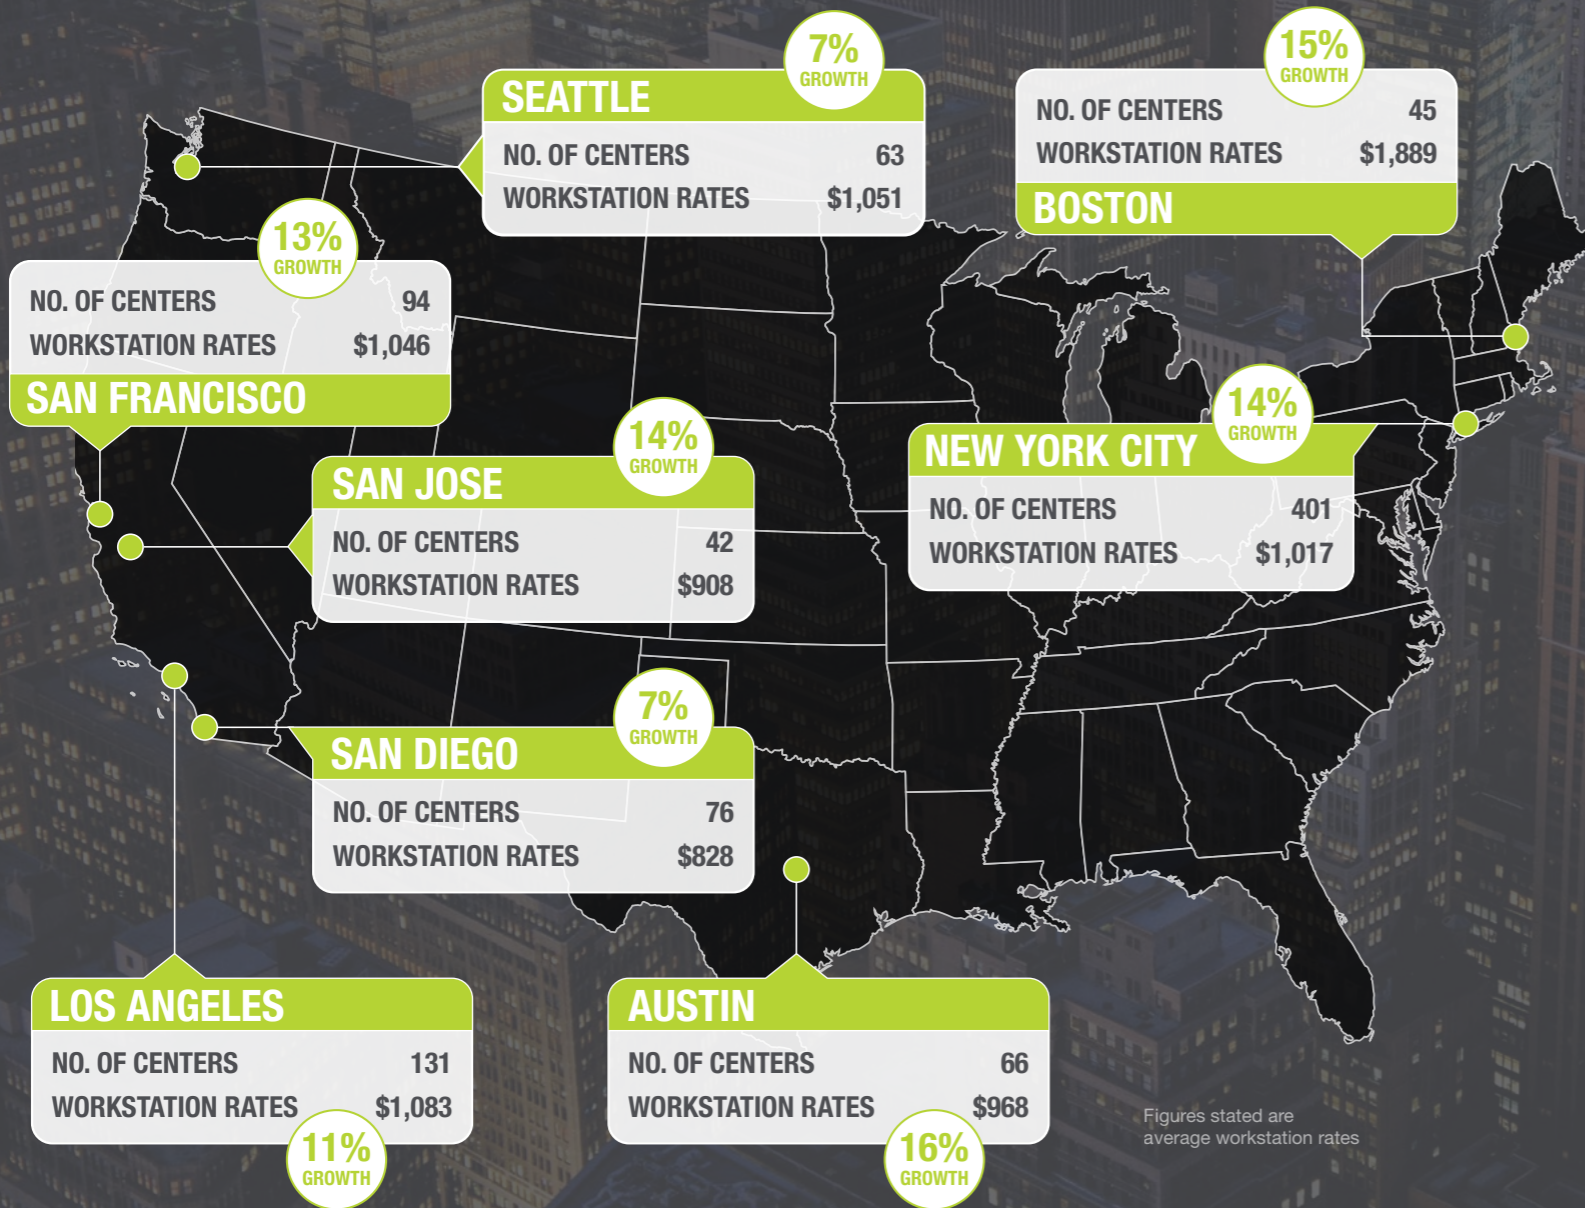 7%
GROWTH
SEATTLE
NO. OF CENTERS 63
WORKSTATION RATES $1,051
15%
GROWTH
NO. OF CENTERS 45
WORKSTATION RATES $1,889
BOSTON
13%
GROWTH
NO. OF CENTERS 94
WORKSTATION RATES $1,046
SAN FRANCISCO
14%
GROWTH
SAN JOSE
NO. OF CENTERS 42
WORKSTATION RATES $908
14%
GROWTH
NEW YORK CITY
NO. OF CENTERS 401
WORKSTATION RATES $1,017
7%
GROWTH
SAN DIEGO
NO. OF CENTERS 76
WORKSTATION RATES $828
LOS ANGELES
NO. OF CENTERS 131
WORKSTATION RATES $1,083
11%
GROWTH
AUSTIN
NO. OF CENTERS 66
WORKSTATION RATES $968
16%
GROWTH
Figures stated are
average workstation rates